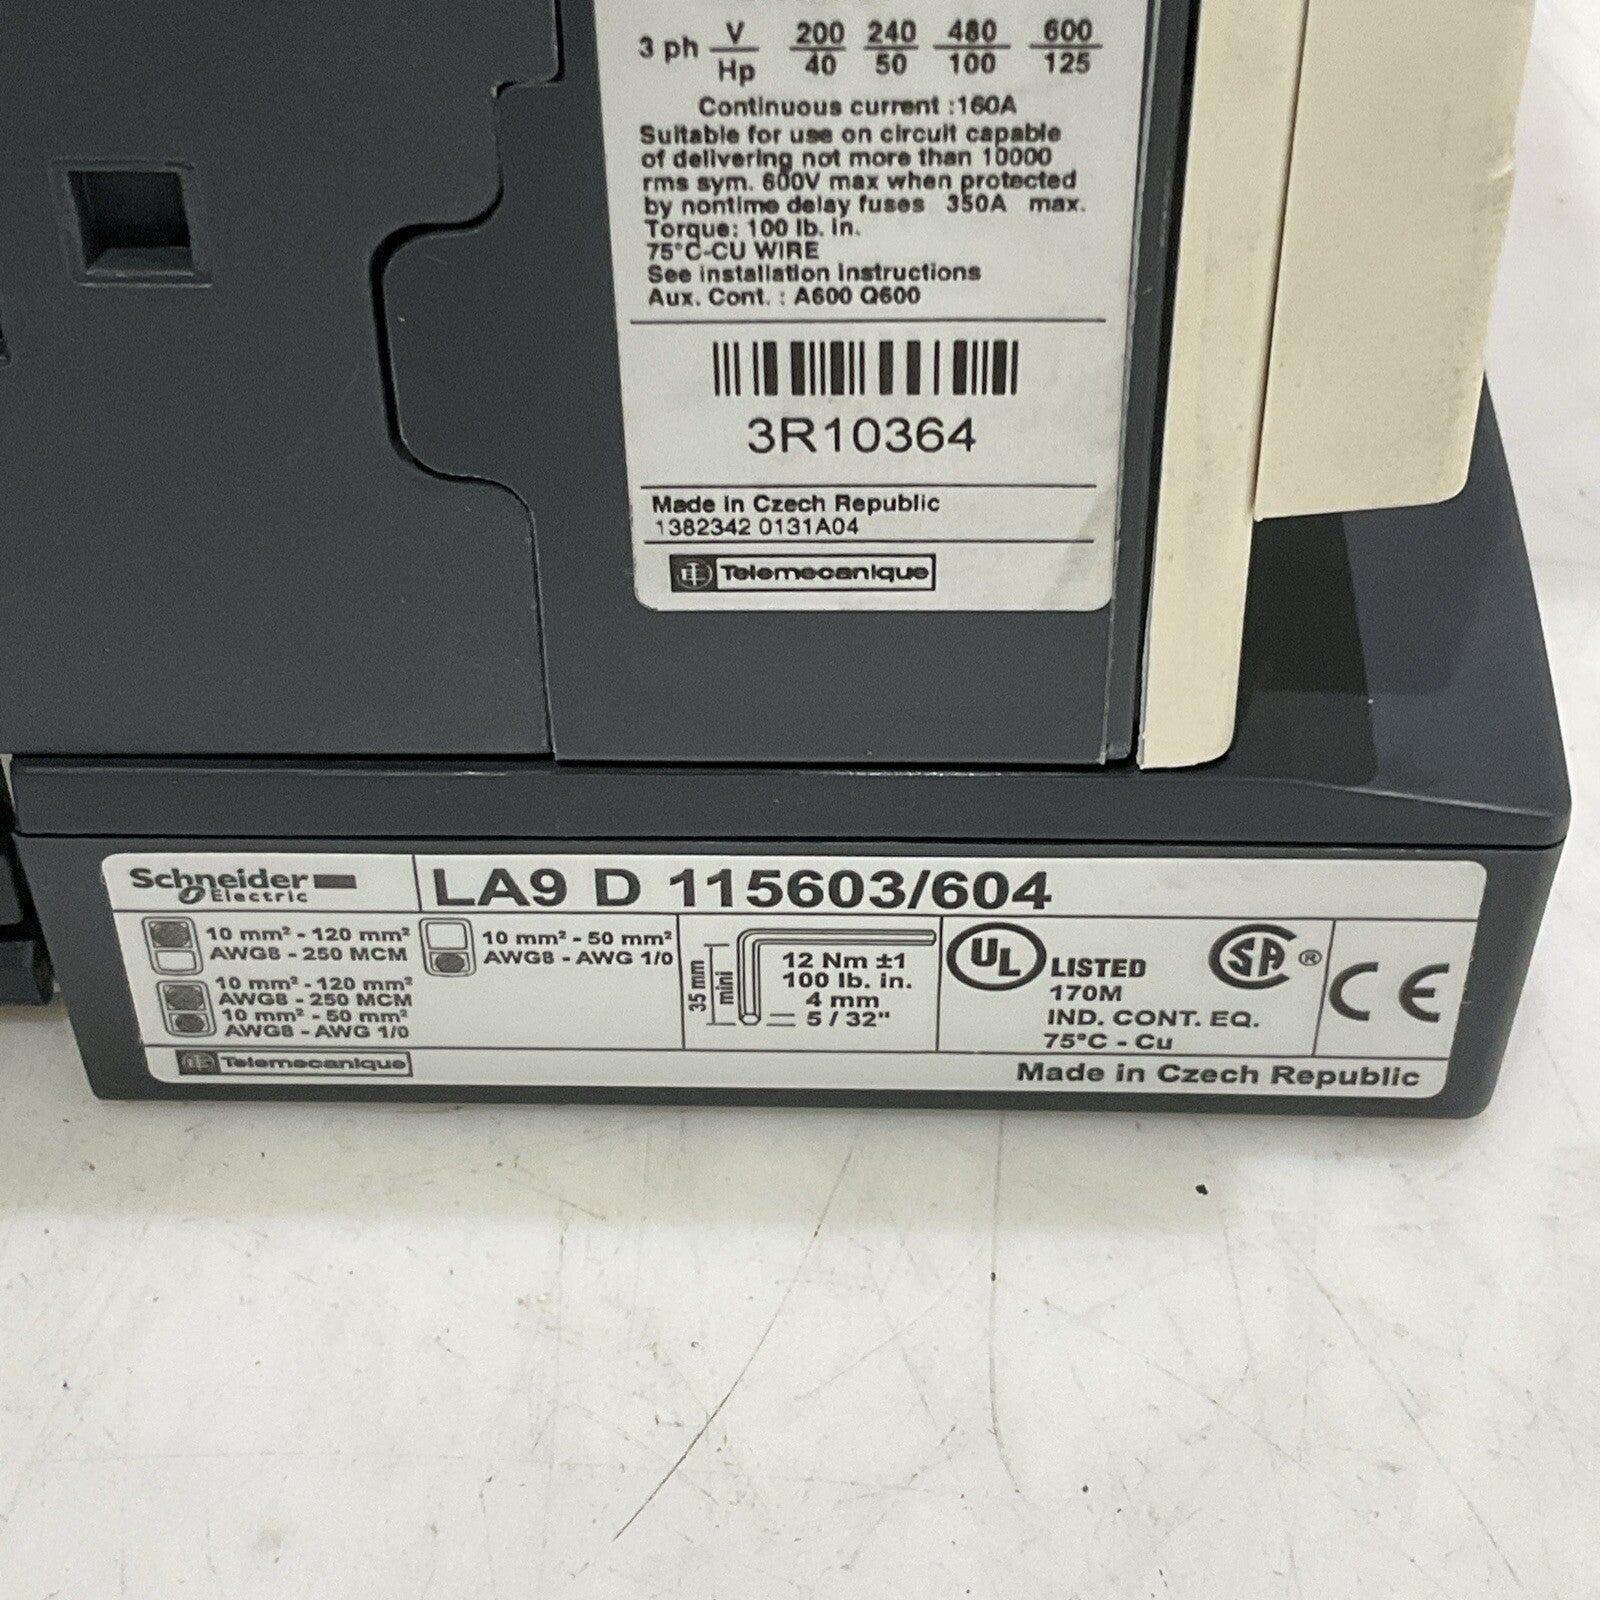 3 ph V/Hp 200/40 240/50 480/100 600/125
Continuous current :160A
Suitable for use on circuit capable
of delivering not more than 10000
rms sym. 600V max when protected
by nontime delay fuses 350A max.
Torque: 100 lb. in.
75°C-CU WIRE
See installation instructions
Aux. Cont. : A600 Q600
3R10364
Made in Czech Republic
1382342 0131A04
Telemecanique
Schneider Electric
LA9 D 115603/604
10 mm² - 120 mm²
AWG8 - 250 MCM
10 mm² - 120 mm²
AWG8 - 250 MCM
10 mm² - 50 mm²
AWG8 - AWG 1/0
10 mm² - 50 mm²
AWG8 - AWG 1/0
35 mm
mini
12 Nm ±1
100 lb. in.
4 mm
= 5 / 32"
UL LISTED
170M
IND. CONT. EQ.
75°C - Cu
SA ®
CE
Telemecanique
Made in Czech Republic